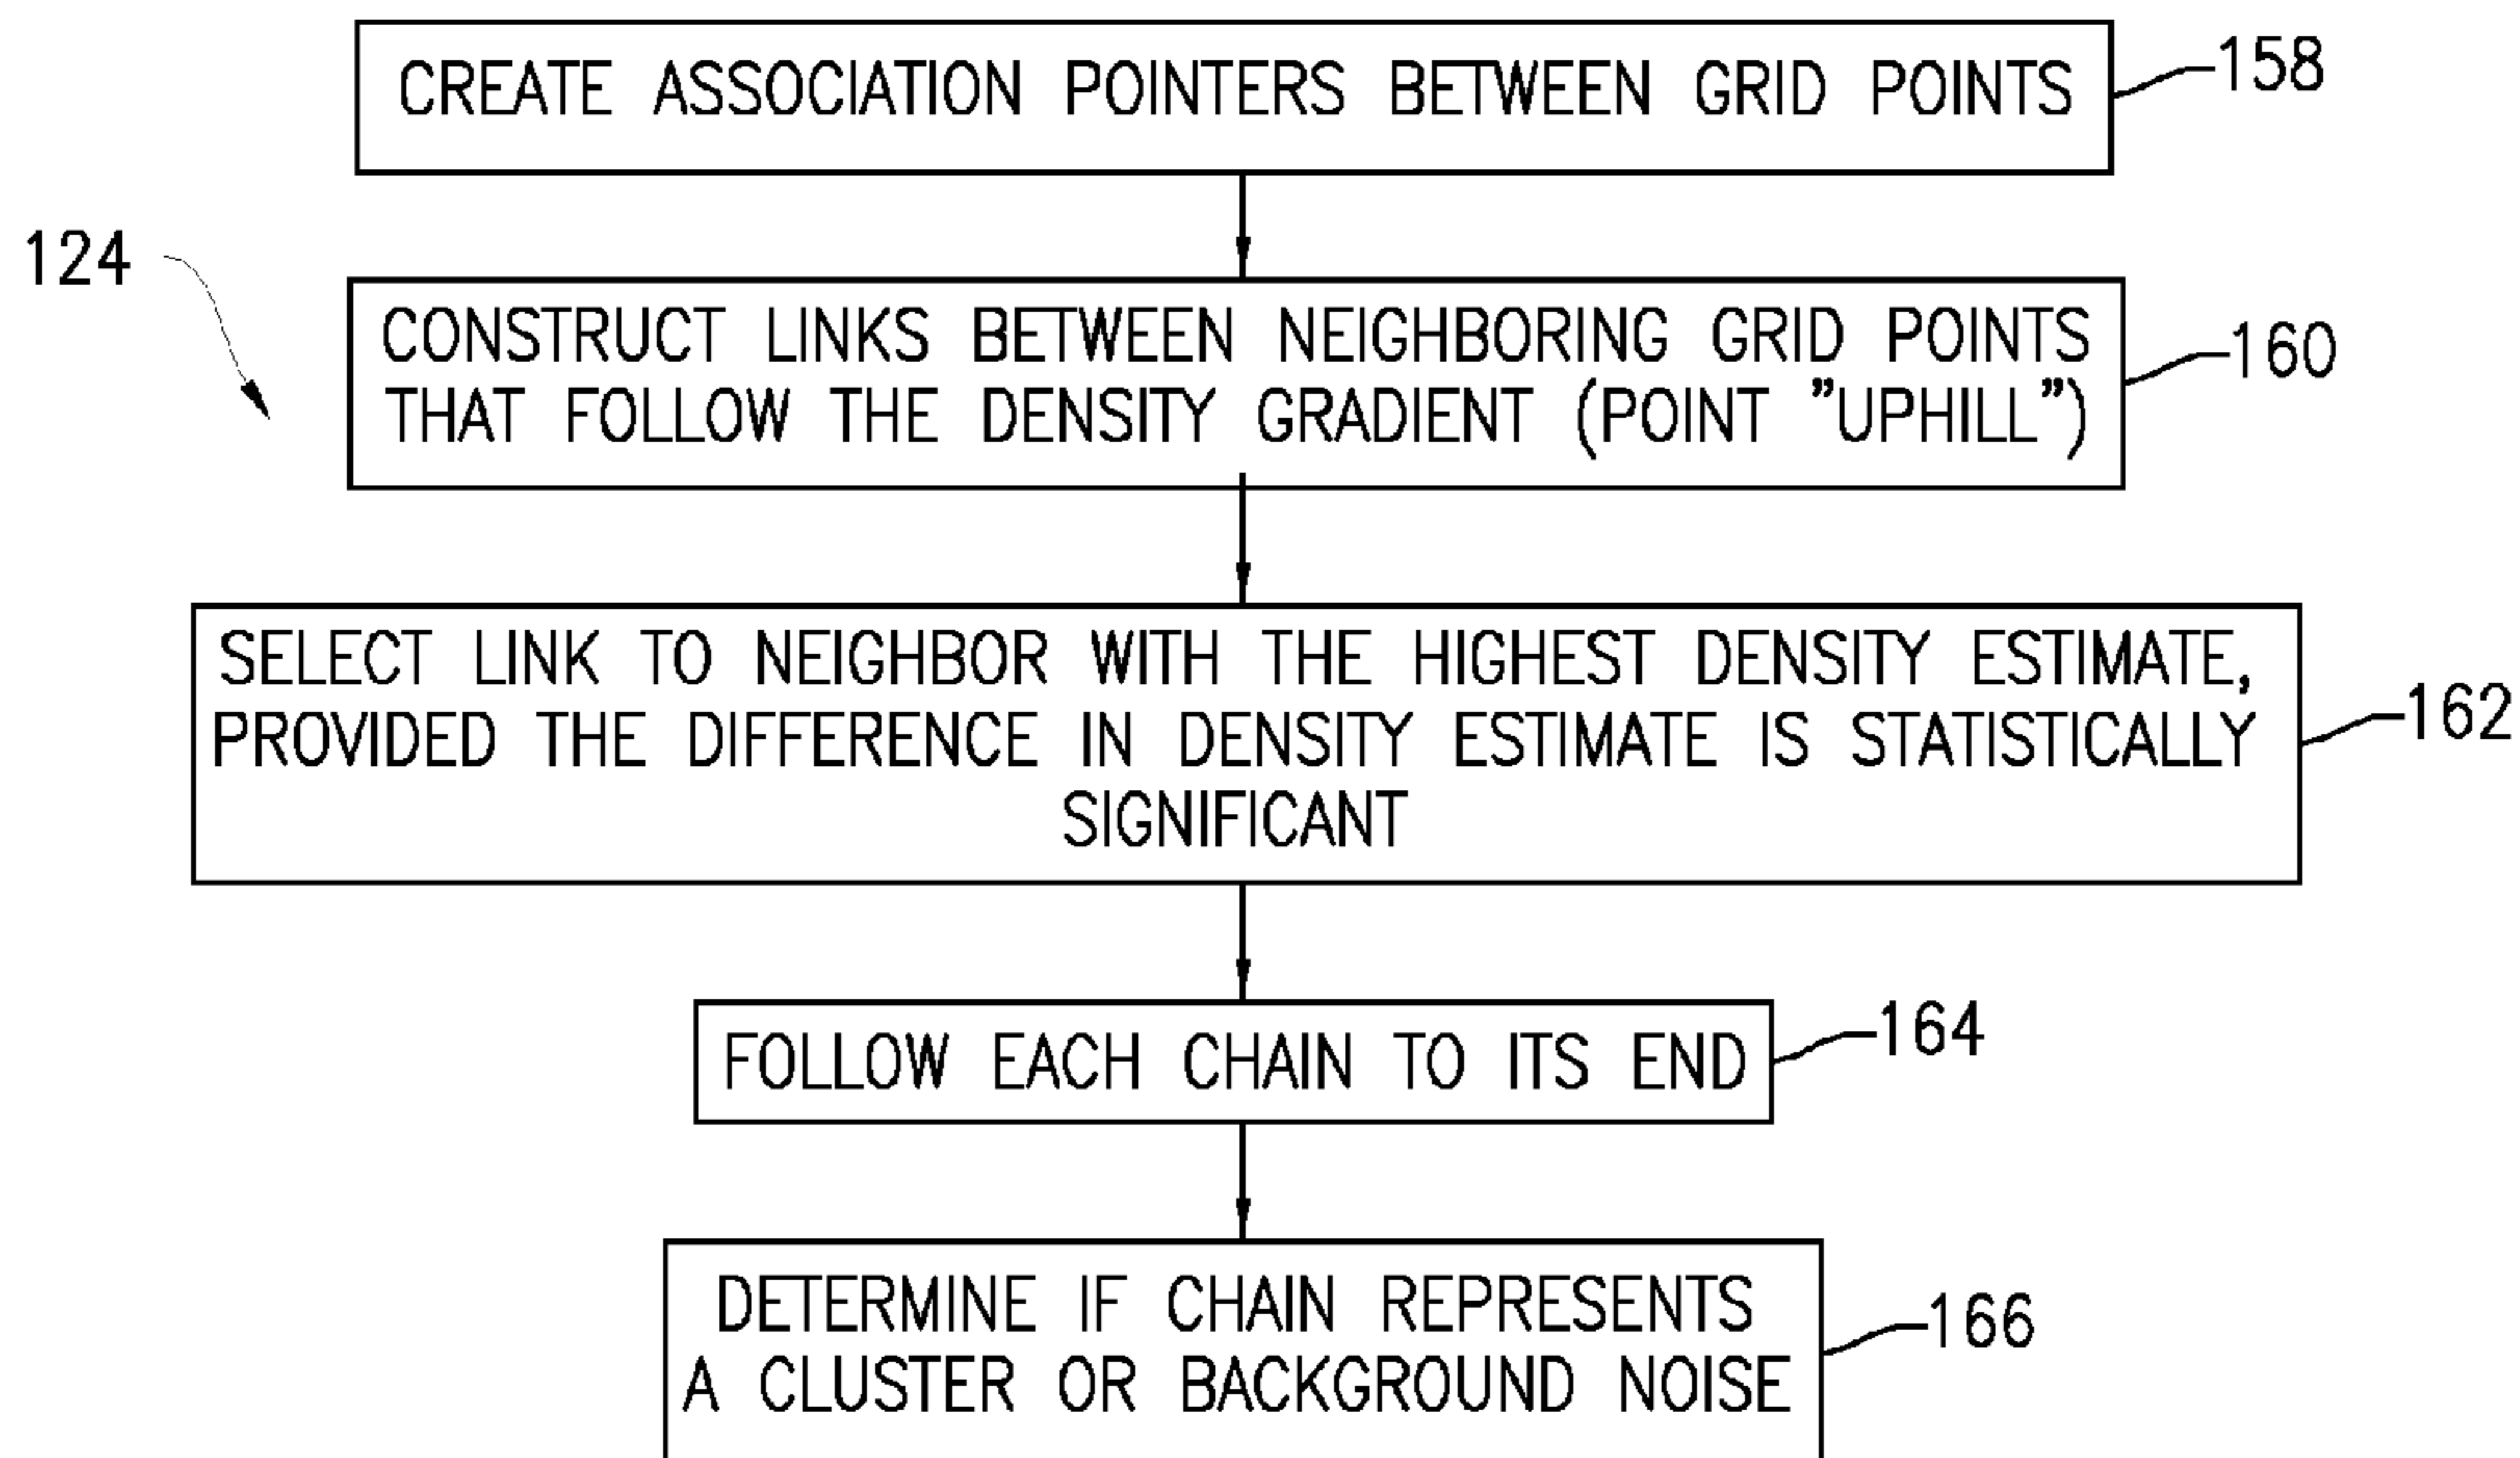 CREATE ASSOCIATION POINTERS BETWEEN GRID POINTS
158
124
CONSTRUCT LINKS BETWEEN NEIGHBORING GRID POINTS
THAT FOLLOW THE DENSITY GRADIENT (POINT ”UPHILL”)
160
SELECT LINK TO NEIGHBOR WITH THE HIGHEST DENSITY ESTIMATE,
PROVIDED THE DIFFERENCE IN DENSITY ESTIMATE IS STATISTICALLY
SIGNIFICANT
162
FOLLOW EACH CHAIN TO ITS END
164
DETERMINE IF CHAIN REPRESENTS
A CLUSTER OR BACKGROUND NOISE
166